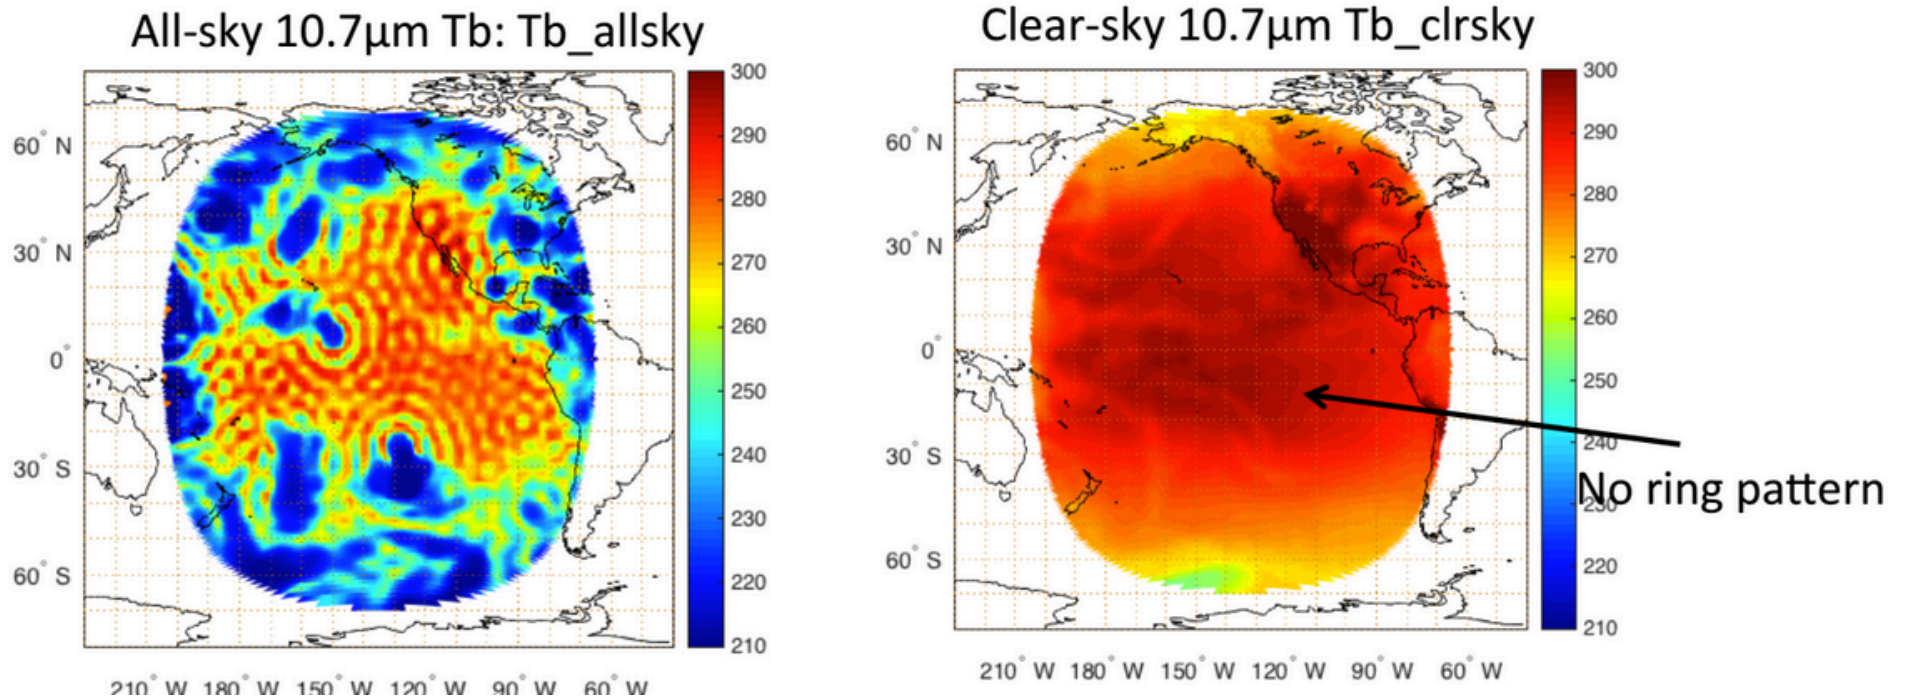 All-sky 10.7µm Tb: Tb_allsky
Clear-sky 10.7µm Tb_clrsky
60° N
30° N
0°
30° S
60° S
210° W 180° W 150° W 120° W 90° W 60° W
300
290
280
270
260
250
240
230
220
210
60° N
30° N
0°
30° S
60° S
210° W 180° W 150° W 120° W 90° W 60° W
300
290
280
270
260
250
240
230
220
210
No ring pattern